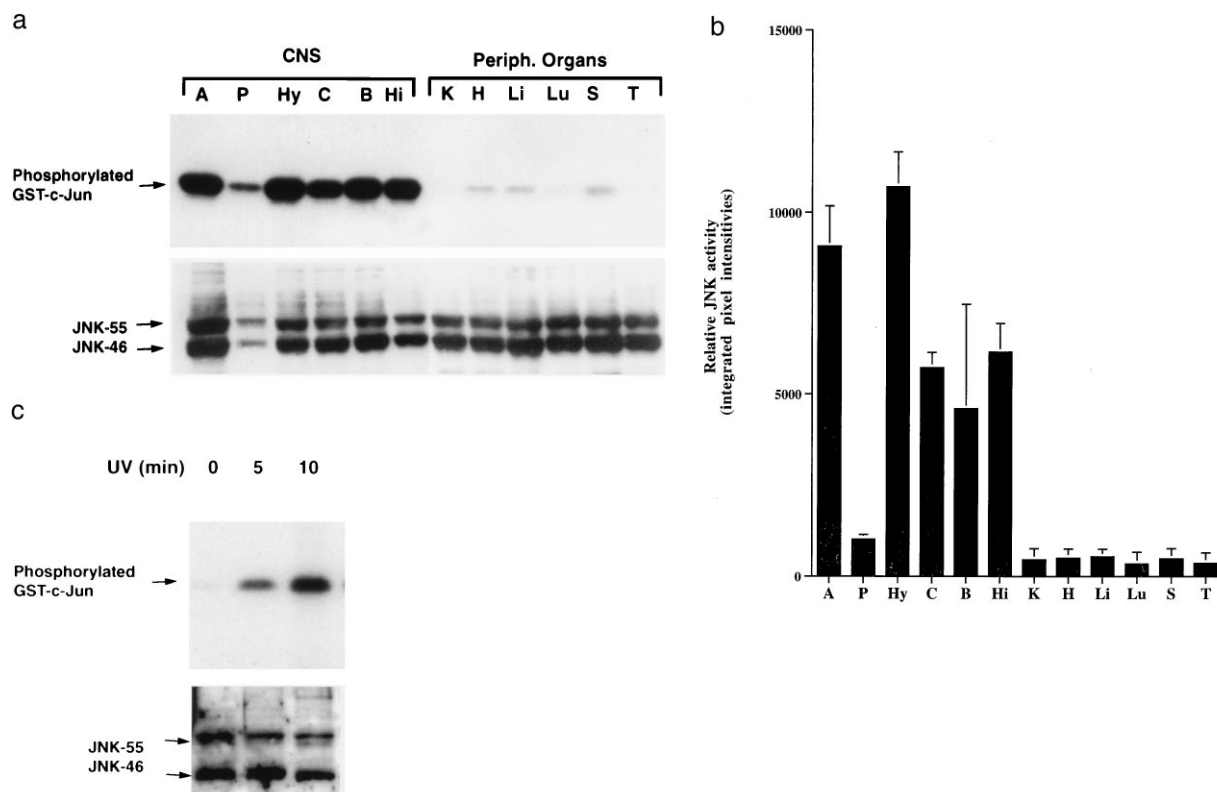 a
CNS
Periph. Organs
A P Hy C B Hi K H Li Lu S T
Phosphorylated
GST-c-Jun
JNK-55
JNK-46
b
15000
10000
5000
0
Relative JNK activity
(integrated pixel intensitivies)
A P Hy C B Hi K H Li Lu S T
c
UV (min) 0 5 10
Phosphorylated
GST-c-Jun
JNK-55
JNK-46